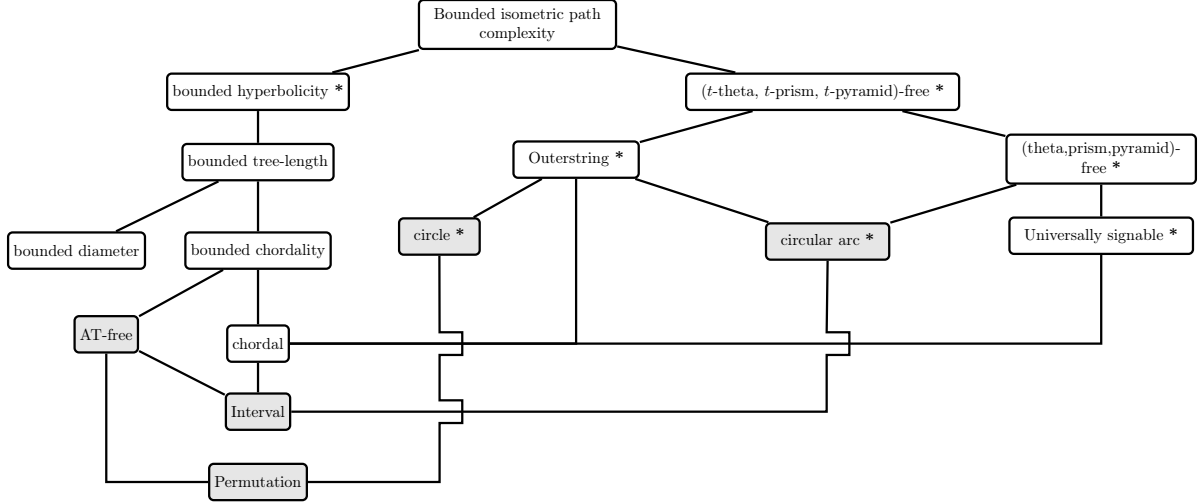 Bounded isometric path
complexity
bounded hyperbolicity *
(t-theta, t-prism, t-pyramid)-free *
bounded tree-length
Outerstring *
(theta,prism,pyramid)-
free *
bounded diameter
bounded chordality
circle *
circular arc *
Universally signable *
AT-free
chordal
Interval
Permutation